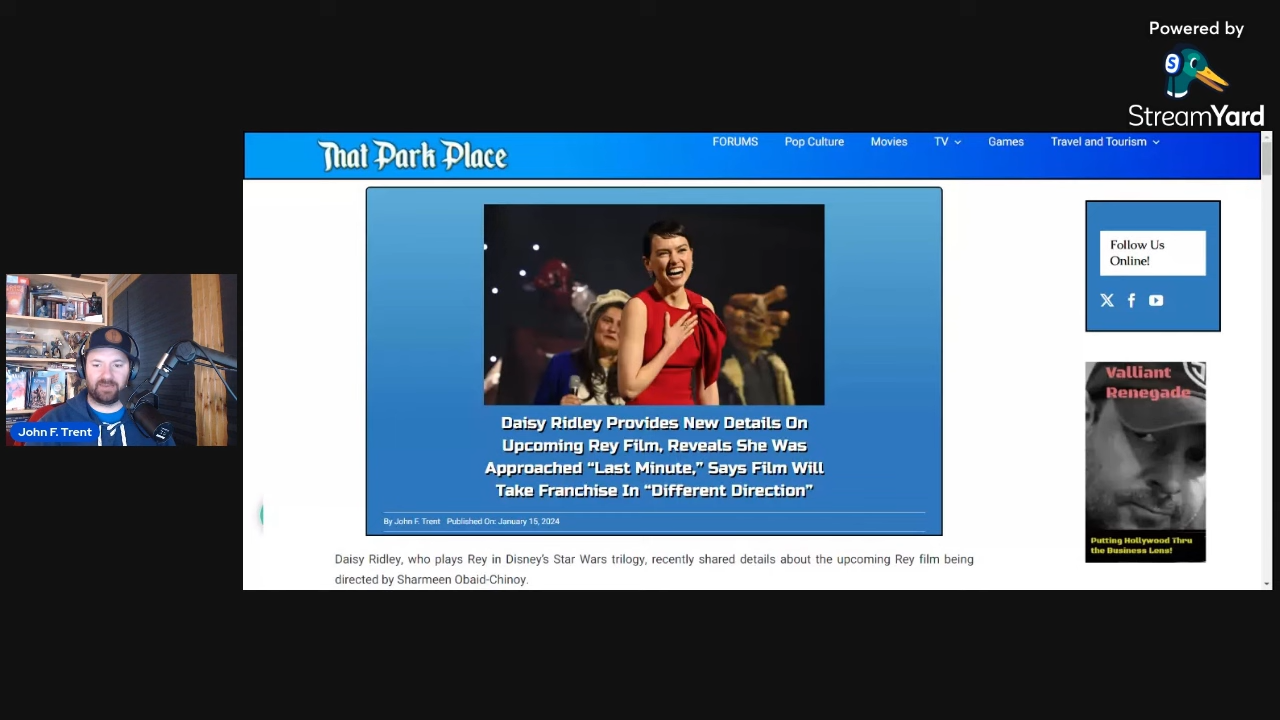 Powered by
StreamYard
That Park Place
FORUMS Pop Culture Movies TV Games Travel and Tourism
Follow Us
Online!
Valliant
Renegade
Daisy Ridley Provides New Details On
Upcoming Rey Film, Reveals She Was
Approached “Last Minute,” Says Film Will
Take Franchise In “Different Direction”
John F. Trent
By John F. Trent Published On: January 15, 2024
Putting Hollywood Thru
the Business Lens!
Daisy Ridley, who plays Rey in Disney’s Star Wars trilogy, recently shared details about the upcoming Rey film being
directed by Sharmeen Obaid-Chinoy.